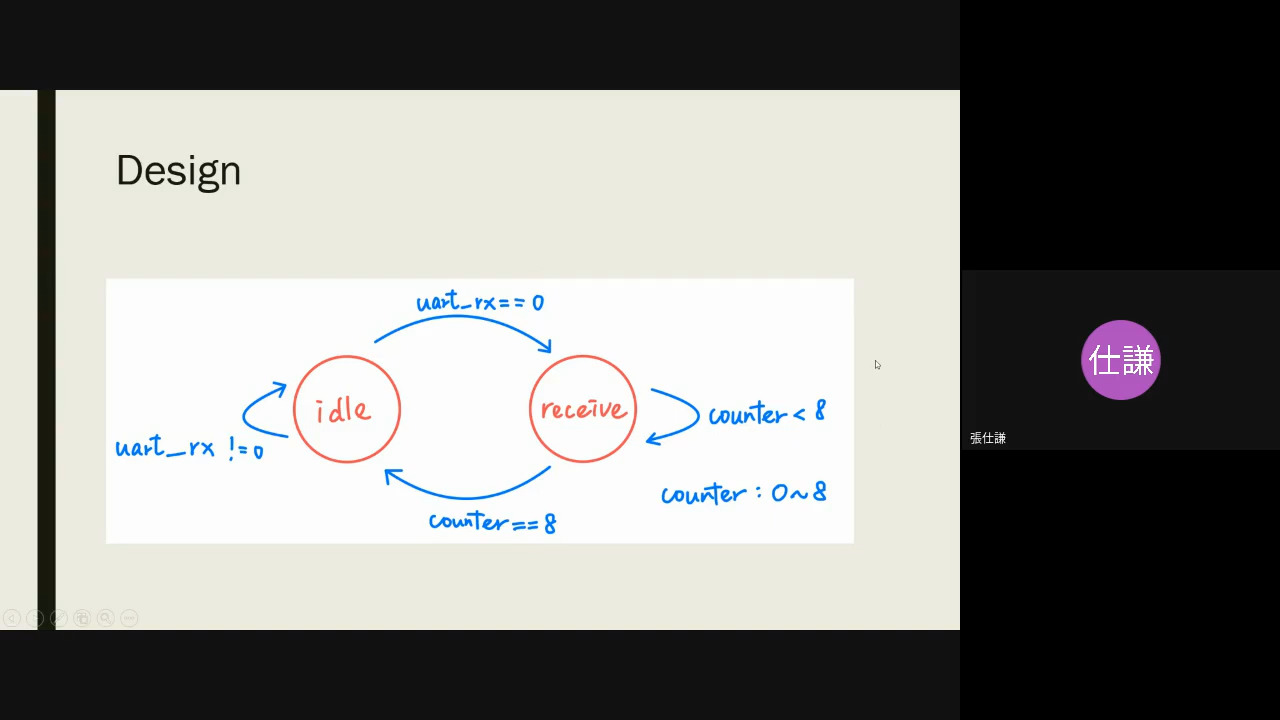 Design
uart_rx==0
idle
receive
counter < 8
uart_rx !=0
counter : 0~8
counter==8
仕謙
張仕謙